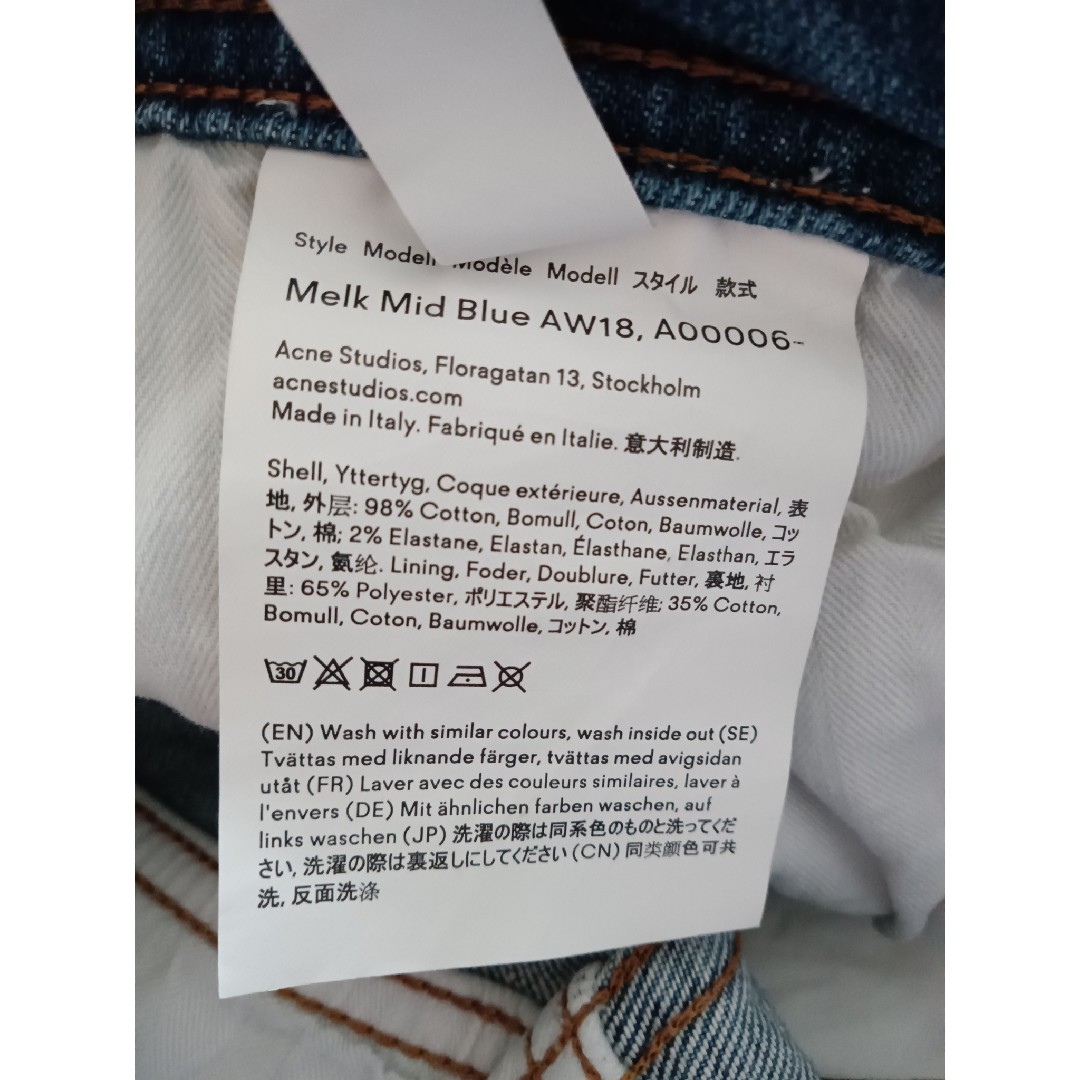 Style Modell Modèle Modell スタイル 款式
Melk Mid Blue AW18, A00006-
Acne Studios, Floragatan 13, Stockholm
acnestudios.com
Made in Italy. Fabriqué en Italie. 意大利制造.
Shell, Yttertyg, Coque extérieure, Aussenmaterial, 表
地, 外层: 98% Cotton, Bomull, Coton, Baumwolle, コッ
トン, 棉; 2% Elastane, Elastan, Élasthane, Elasthan, エラ
スタン, 氨纶. Lining, Foder, Doublure, Futter, 裏地, 衬
里: 65% Polyester, ポリエステル, 聚酯纤维; 35% Cotton,
Bomull, Coton, Baumwolle, コットン, 棉
30
(EN) Wash with similar colours, wash inside out (SE)
Tvättas med liknande färger, tvättas med avigsidan
utåt (FR) Laver avec des couleurs similaires, laver à
l'envers (DE) Mit ähnlichen farben waschen, auf
links waschen (JP) 洗濯の際は同系色のものと洗ってくだ
さい, 洗濯の際は裏返しにしてください (CN) 同类颜色可共
洗, 反面洗涤